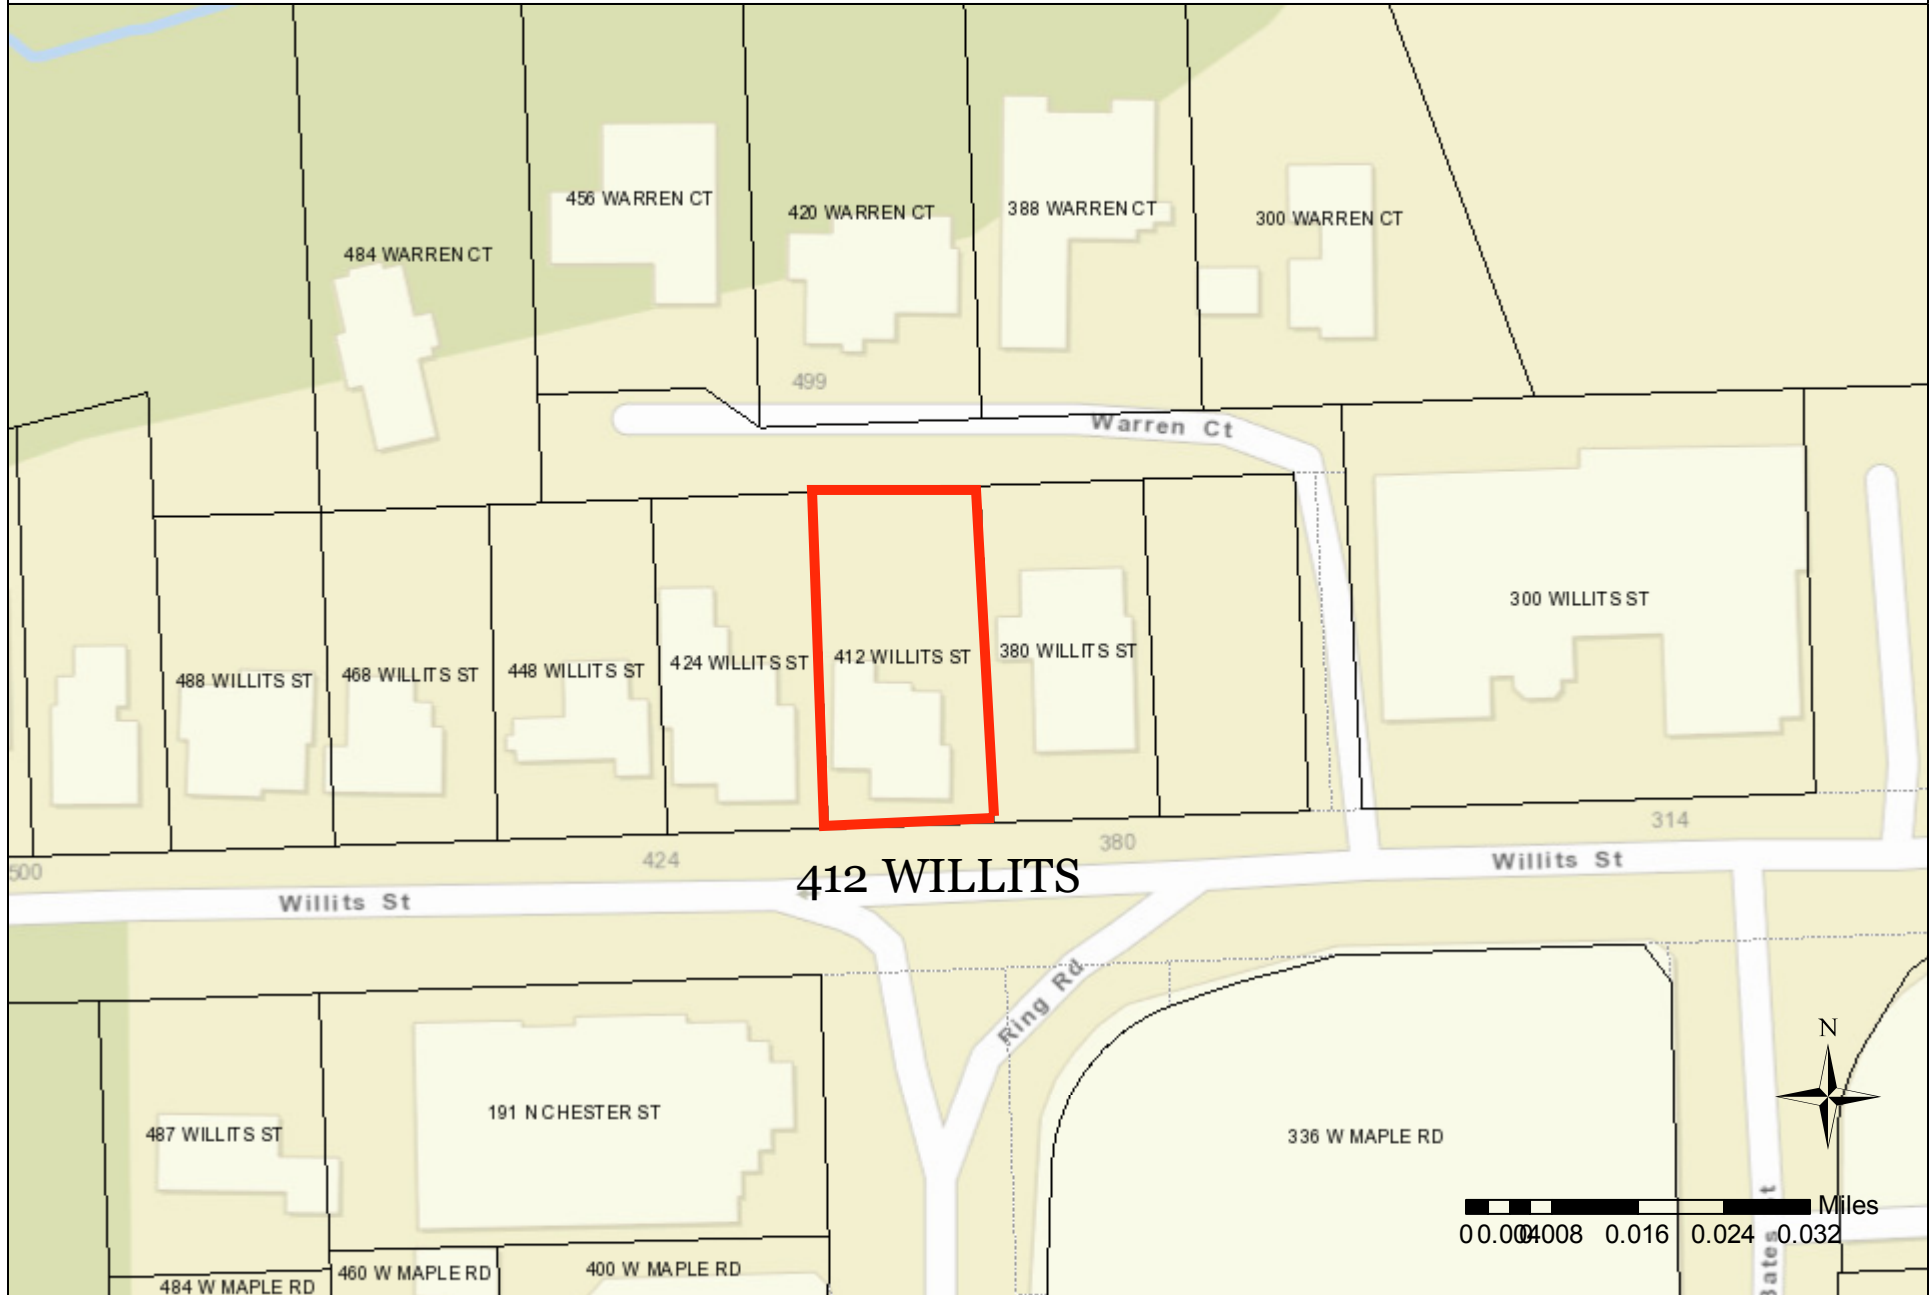 456 WARREN CT
420 WARREN CT
388 WARREN CT
300 WARREN CT
484 WARREN CT
499
Warren Ct
300 WILLITS ST
488 WILLITS ST
468 WILLITS ST
448 WILLITS ST
424 WILLITS ST
412 WILLITS ST
380 WILLITS ST
314
380
424
500
Willits St
412 WILLITS
Willits St
Ring Rd
N
191 N CHESTER ST
487 WILLITS ST
336 W MAPLE RD
Miles
0 0.004 0.008 0.016 0.024 0.032
Bates St
460 W MAPLE RD
400 W MAPLE RD
484 W MAPLE RD